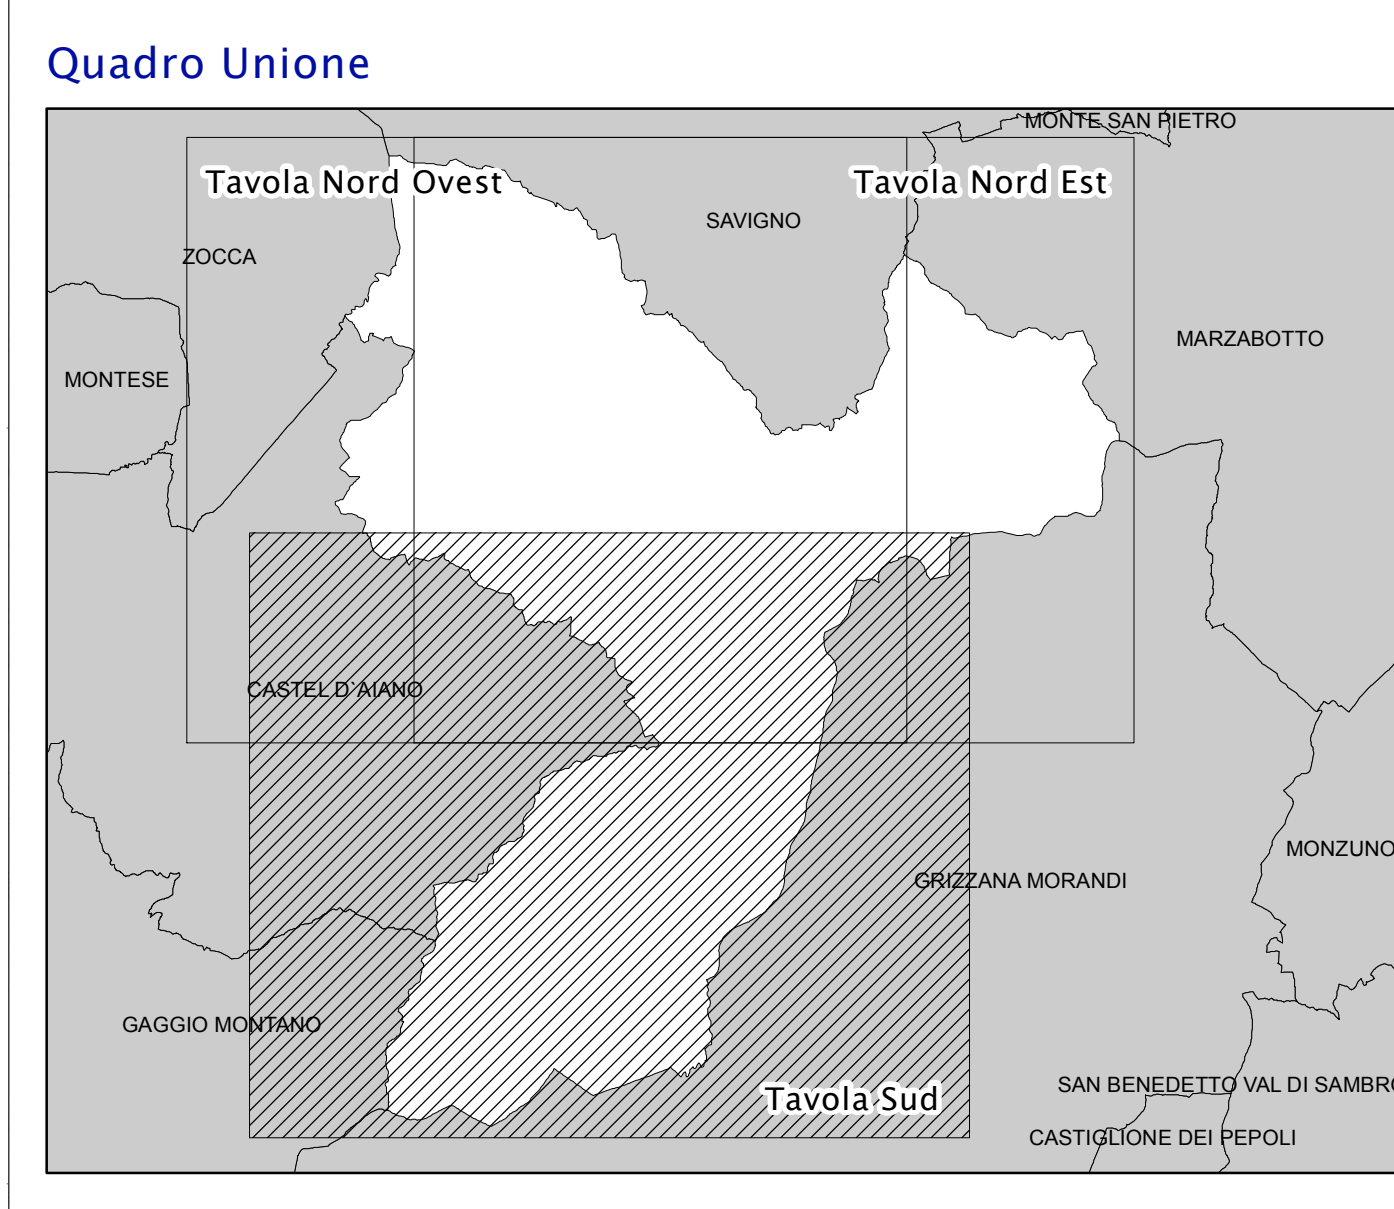 Quadro Unione
MONTE SAN PIETRO
Tavola Nord Ovest
Tavola Nord Est
SAVIGNO
ZOCCA
MARZABOTTO
MONTESE
CASTEL D`AIANO
MONZUNO
GRIZZANA MORANDI
GAGGIO MONTANO
SAN BENEDETTO VAL DI SAMBRO
Tavola Sud
CASTIGLIONE DEI PEPOLI